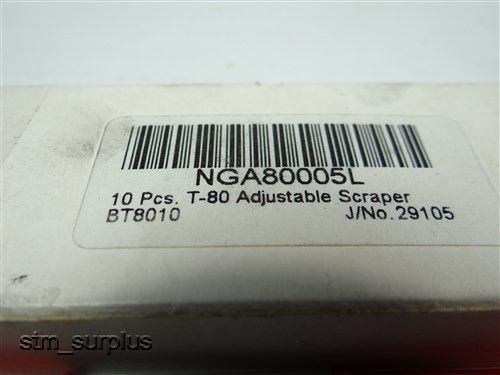 NGA80005L
10 Pcs. T-80 Adjustable Scraper
BT8010 J/No.29105
stm_surplus